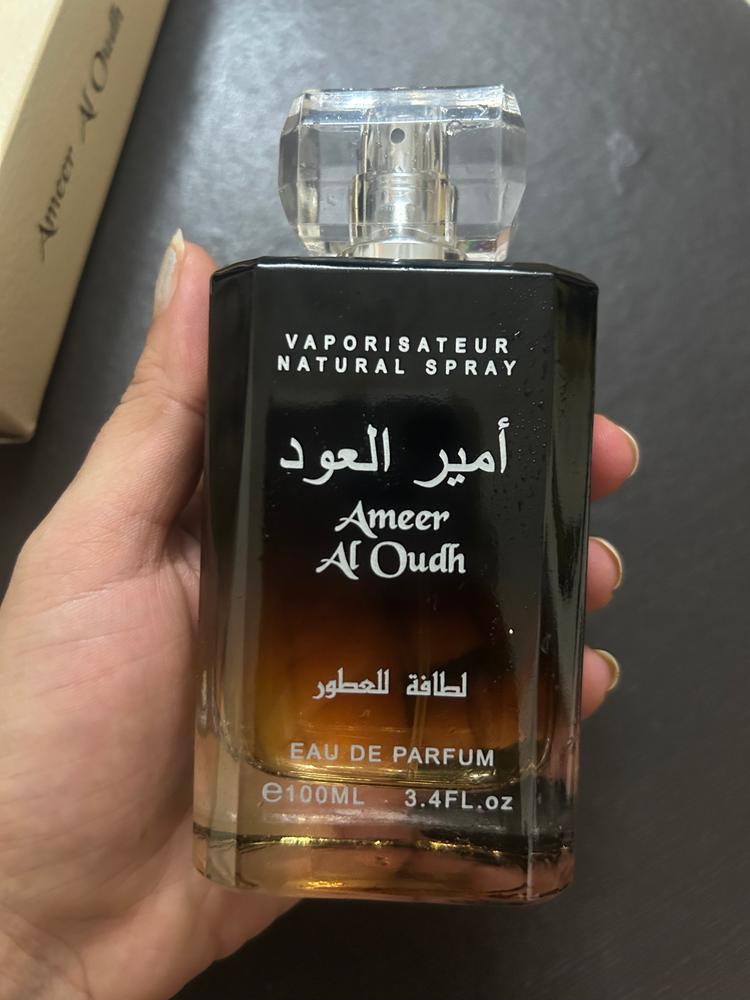 Ameer Al Oudh
VAPORISATEUR
NATURAL SPRAY
أمير العود
Ameer
Al Oudh
لطافة للعطور
EAU DE PARFUM
℮100ML 3.4FL.oz